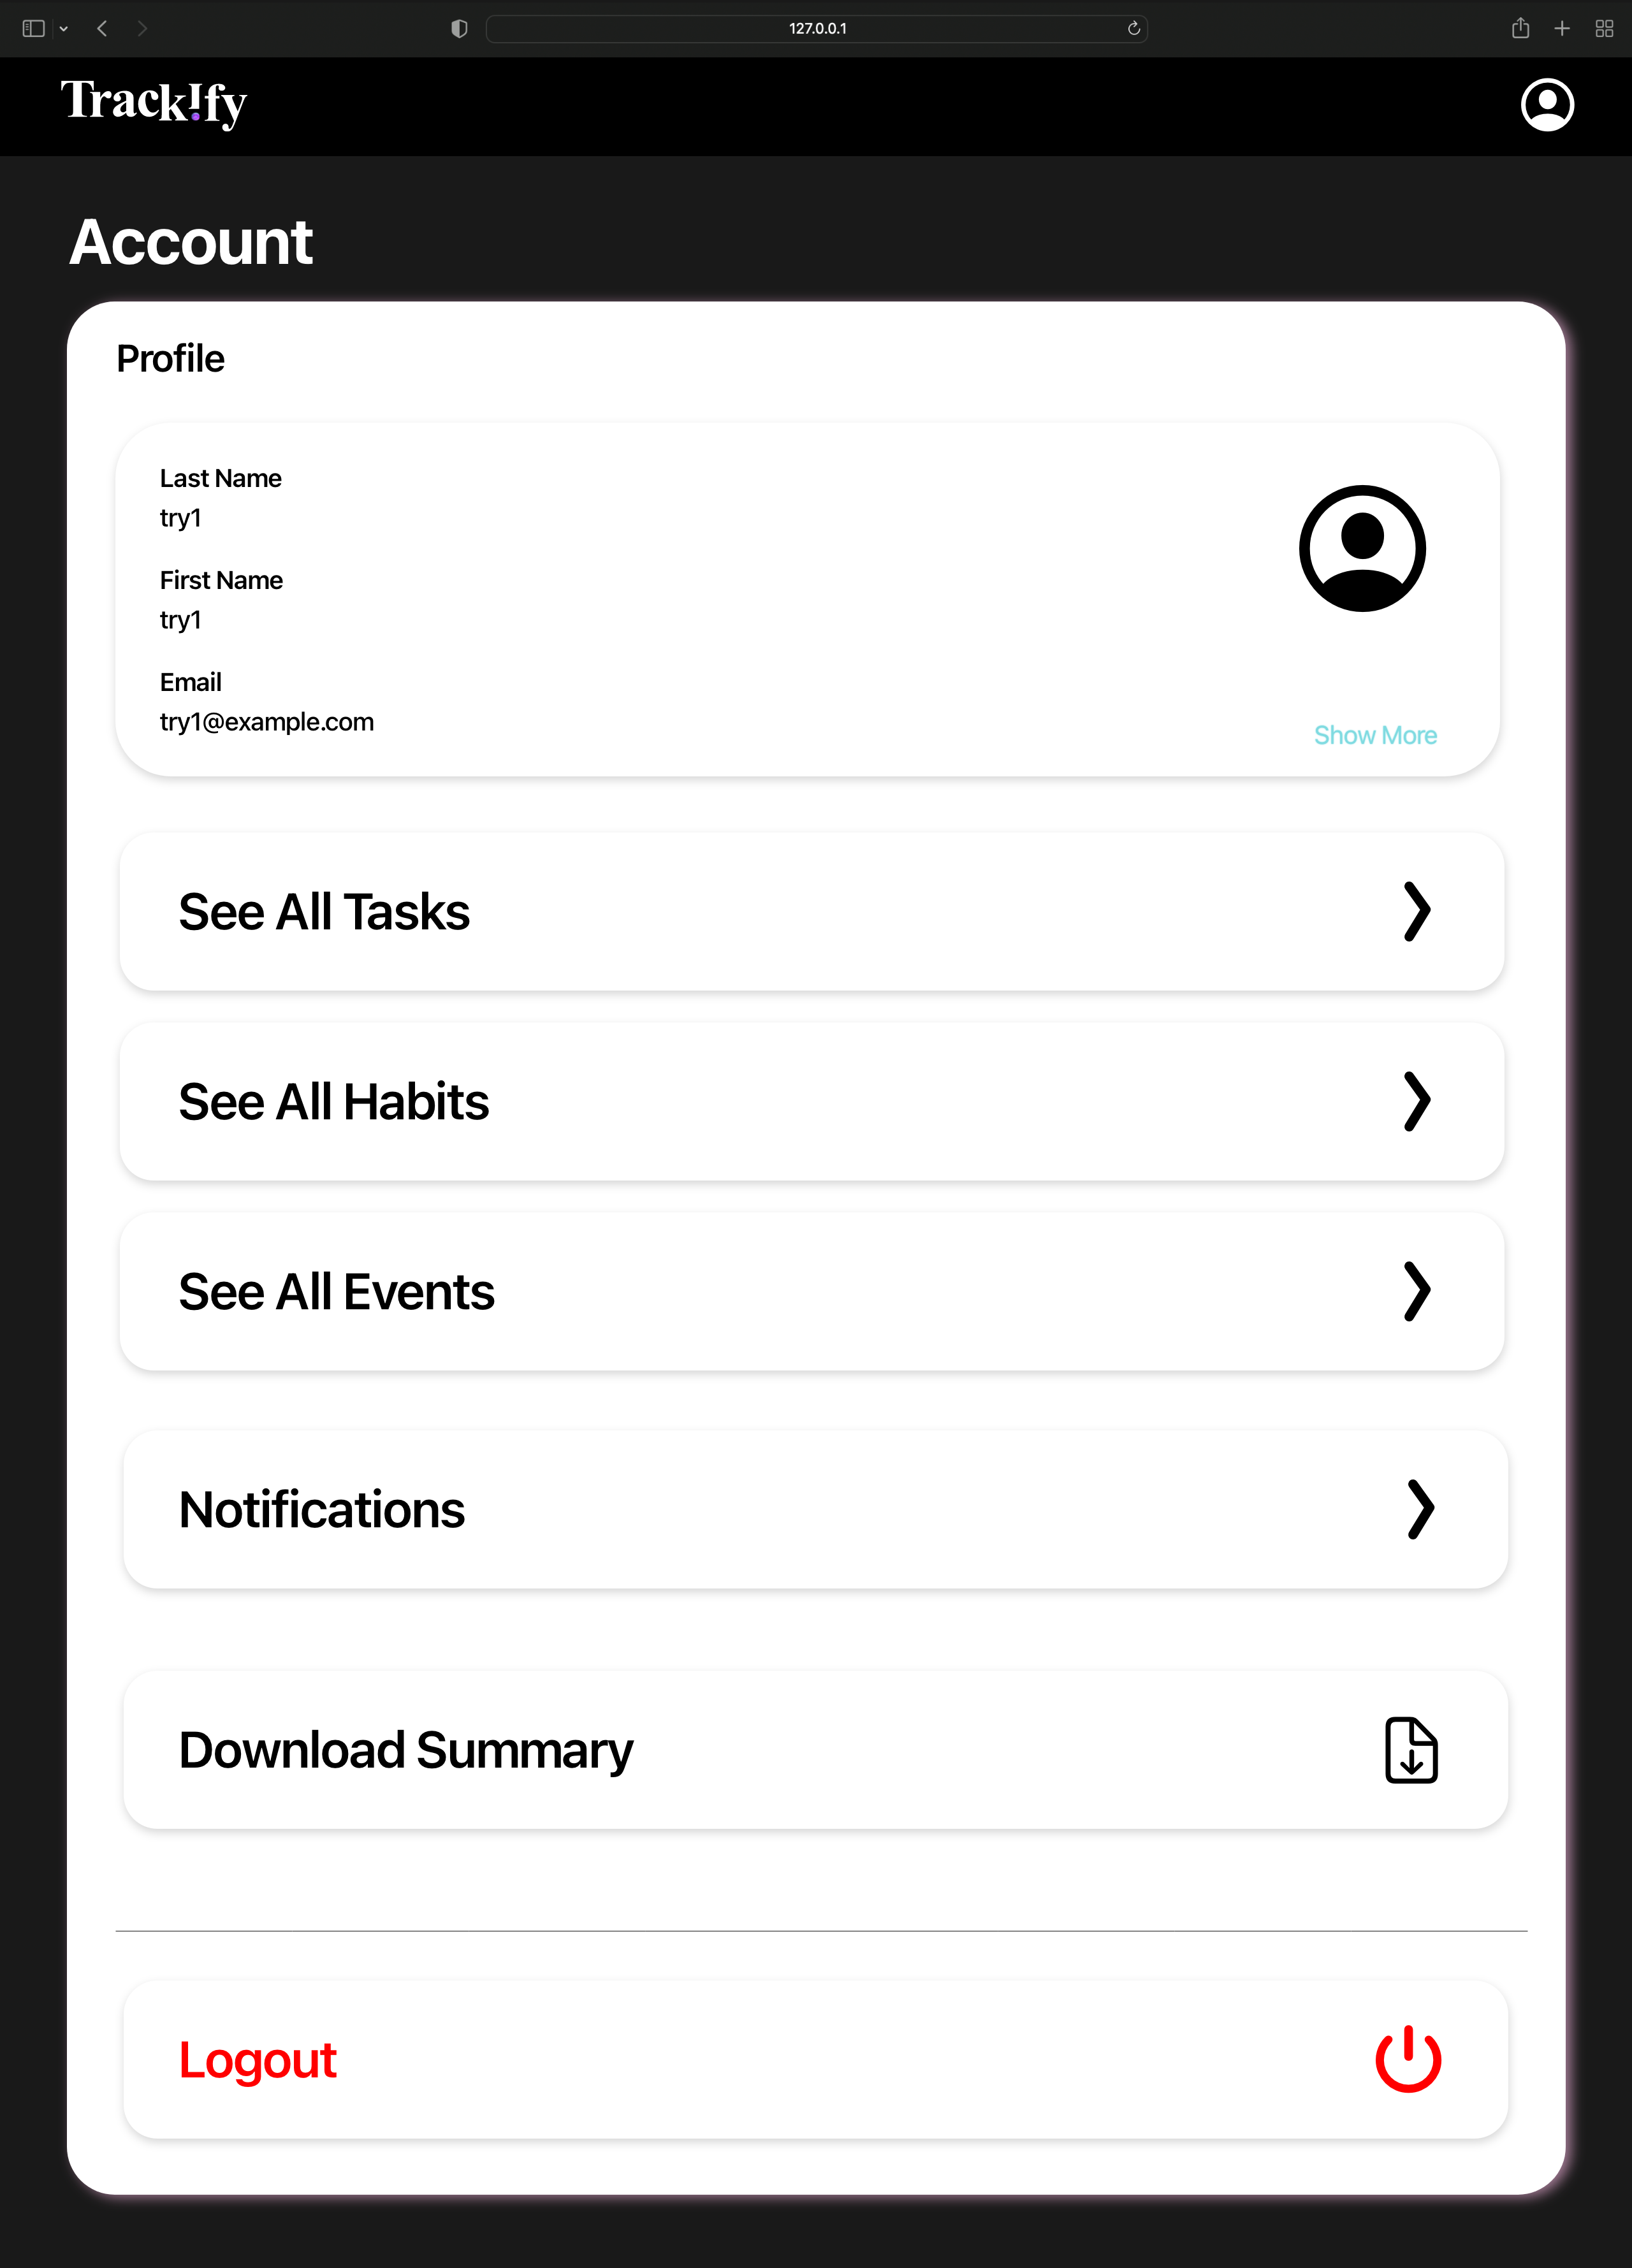 127.0.0.1
Track!fy
Account
Profile
Last Name
try1
First Name
try1
Email
try1@example.com
Show More
See All Tasks
See All Habits
See All Events
Notifications
Download Summary
Logout